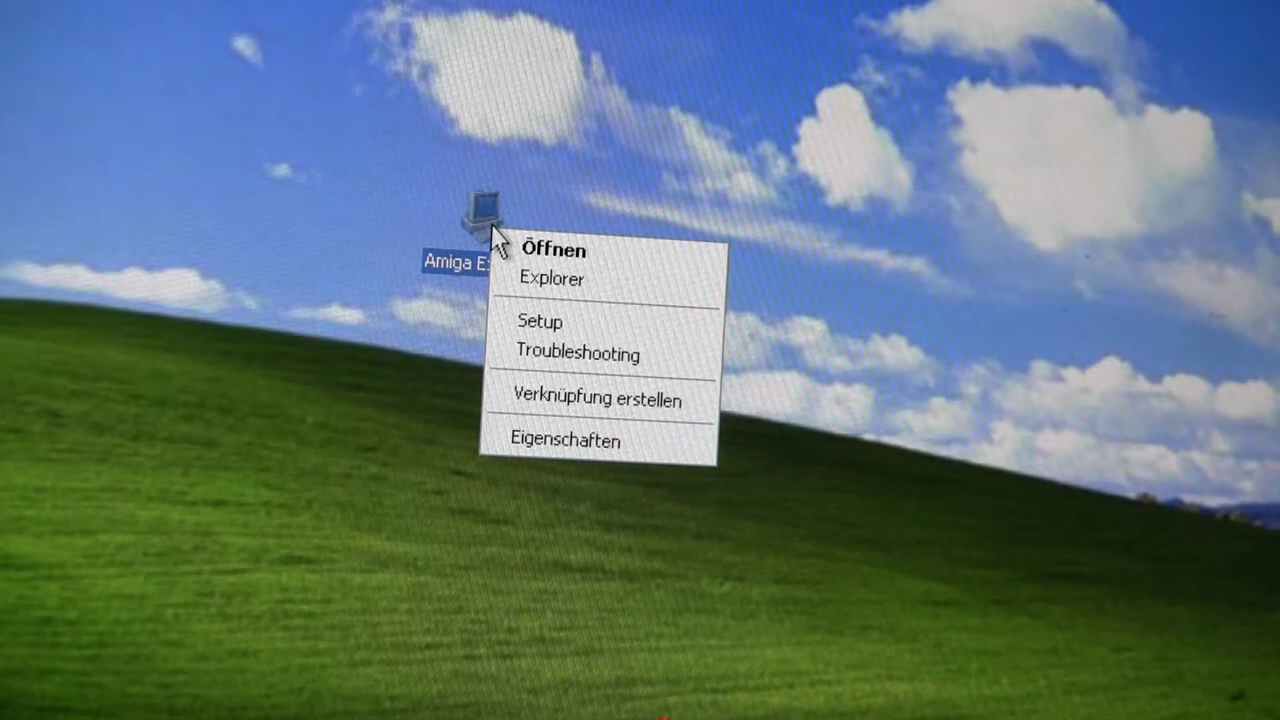 Amiga
Öffnen
Explorer
Setup
Troubleshooting
Verknüpfung erstellen
Eigenschaften